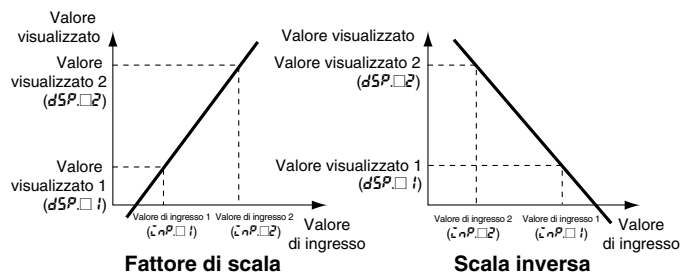 Valore
visualizzato
Valore
visualizzato 2
(dSP.□2)
Valore
visualizzato 1
(dSP.□1)
Valore di ingresso 1
(inP.□1)
Valore di ingresso 2
(inP.□2)
Valore
di ingresso
Fattore di scala
Valore visualizzato
Valore visualizzato 2
(dSP.□2)
Valore visualizzato 1
(dSP.□1)
Valore di ingresso 2
(inP.□2)
Valore di ingresso 1
(inP.□1)
Valore
di ingresso
Scala inversa